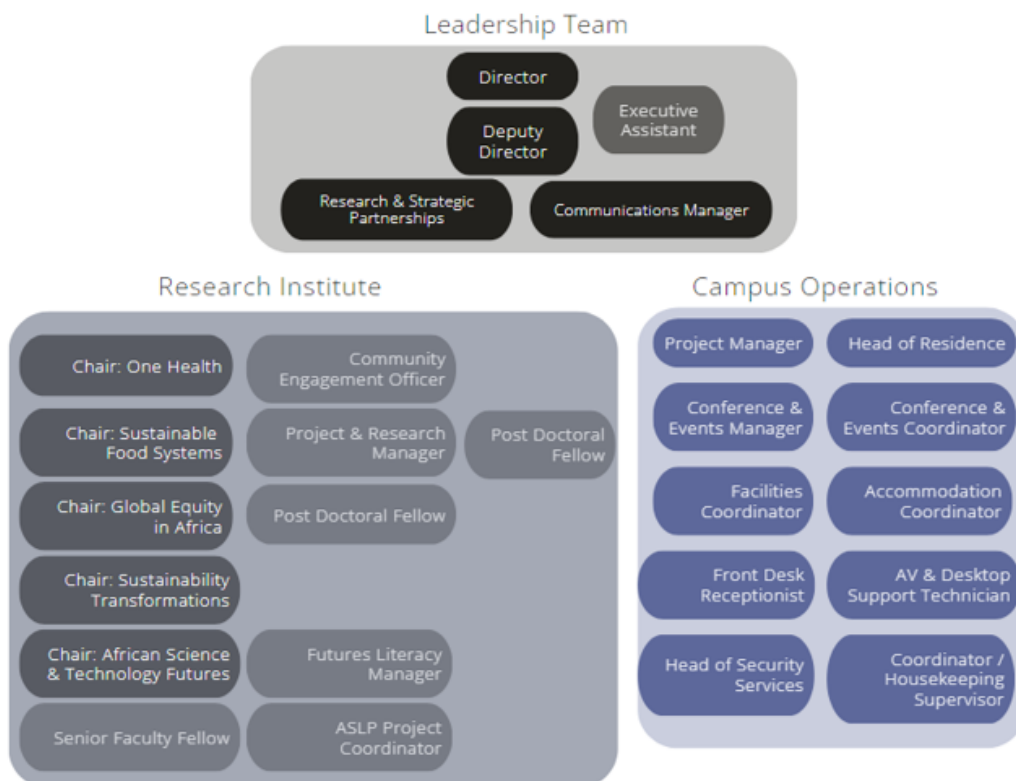 Leadership Team
Director
Executive
Assistant
Deputy
Director
Research & Strategic
Partnerships
Communications Manager
Research Institute
Chair: One Health
Community
Engagement Officer
Chair: Sustainable
Food Systems
Project & Research
Manager
Post Doctoral
Fellow
Chair: Global Equity
in Africa
Post Doctoral Fellow
Chair: Sustainability
Transformations
Chair: African Science
& Technology Futures
Futures Literacy
Manager
Senior Faculty Fellow
ASLP Project
Coordinator
Campus Operations
Project Manager
Head of Residence
Conference &
Events Manager
Conference &
Events Coordinator
Facilities
Coordinator
Accommodation
Coordinator
Front Desk
Receptionist
AV & Desktop
Support Technician
Head of Security
Services
Coordinator /
Housekeeping
Supervisor